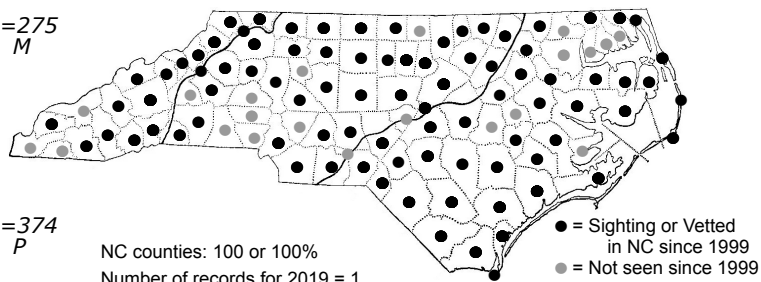 =275
M
=374
P
NC counties: 100 or 100%
Number of records for 2019 = 1
= Sighting or Vetted
in NC since 1999
= Not seen since 1999